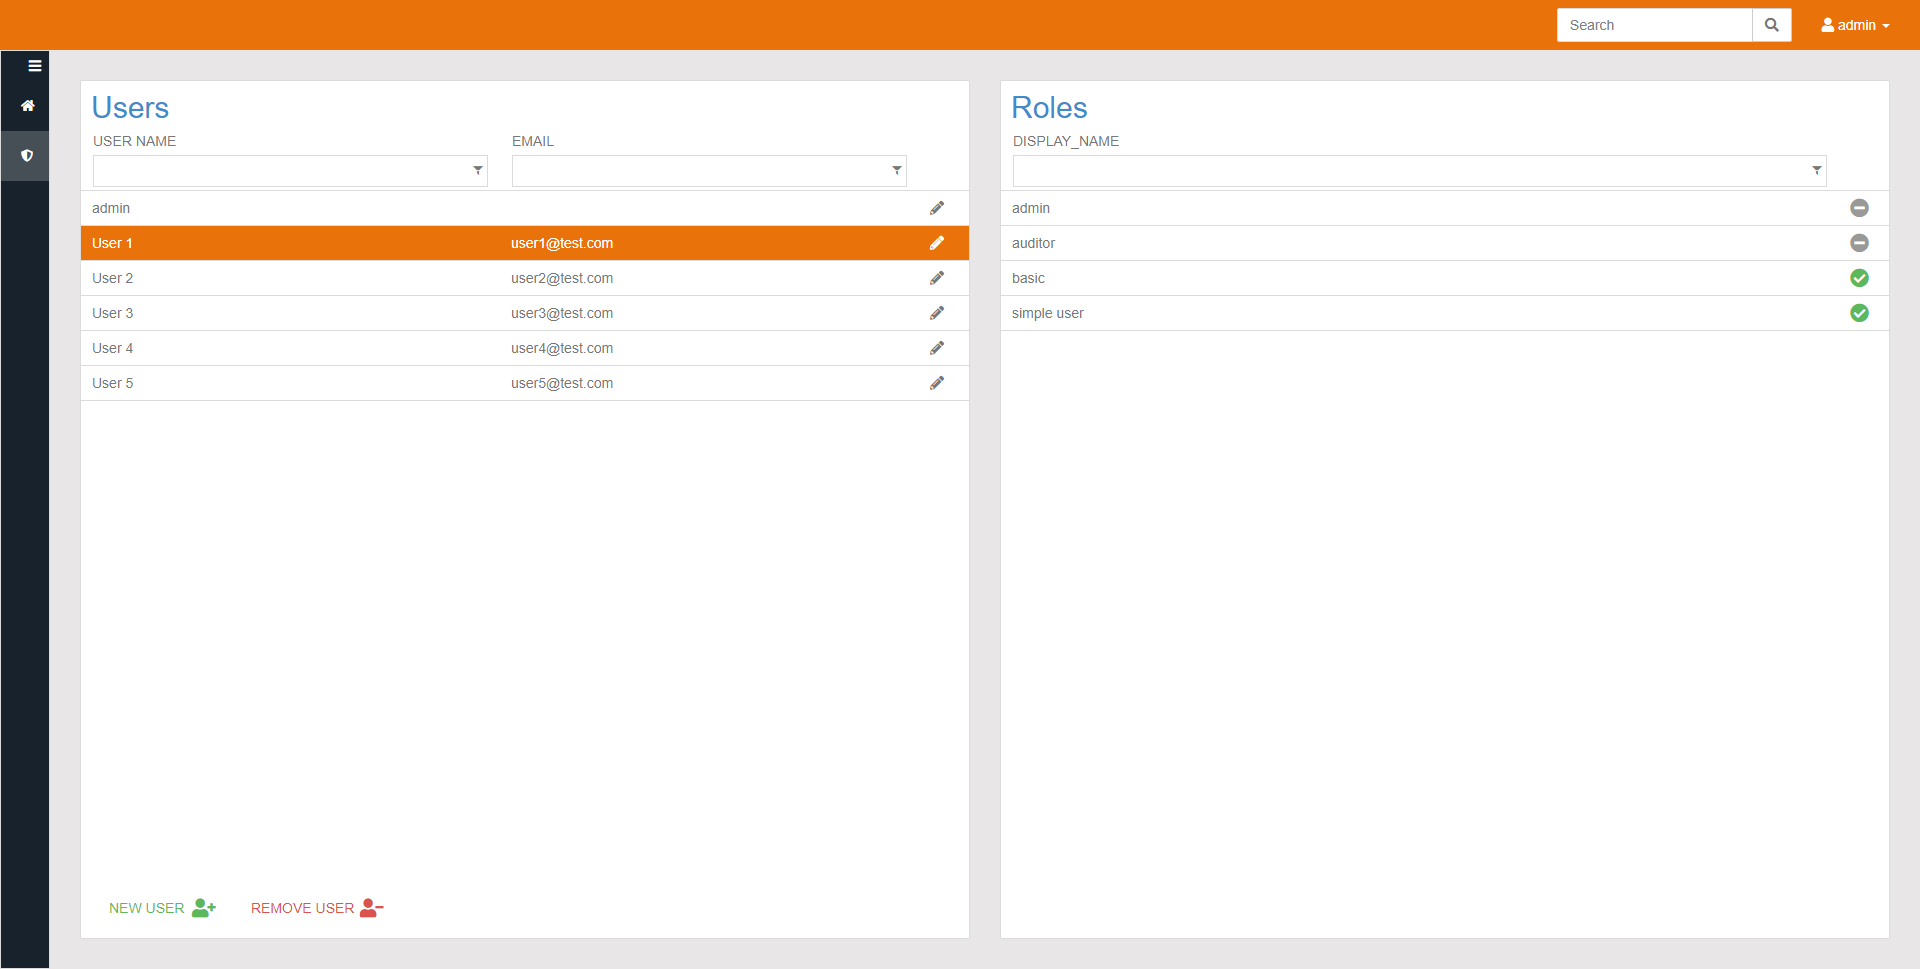 Search
admin
Users
USER NAME EMAIL
admin
User 1 user1@test.com
User 2 user2@test.com
User 3 user3@test.com
User 4 user4@test.com
User 5 user5@test.com
NEW USER REMOVE USER
Roles
DISPLAY_NAME
admin
auditor
basic
simple user